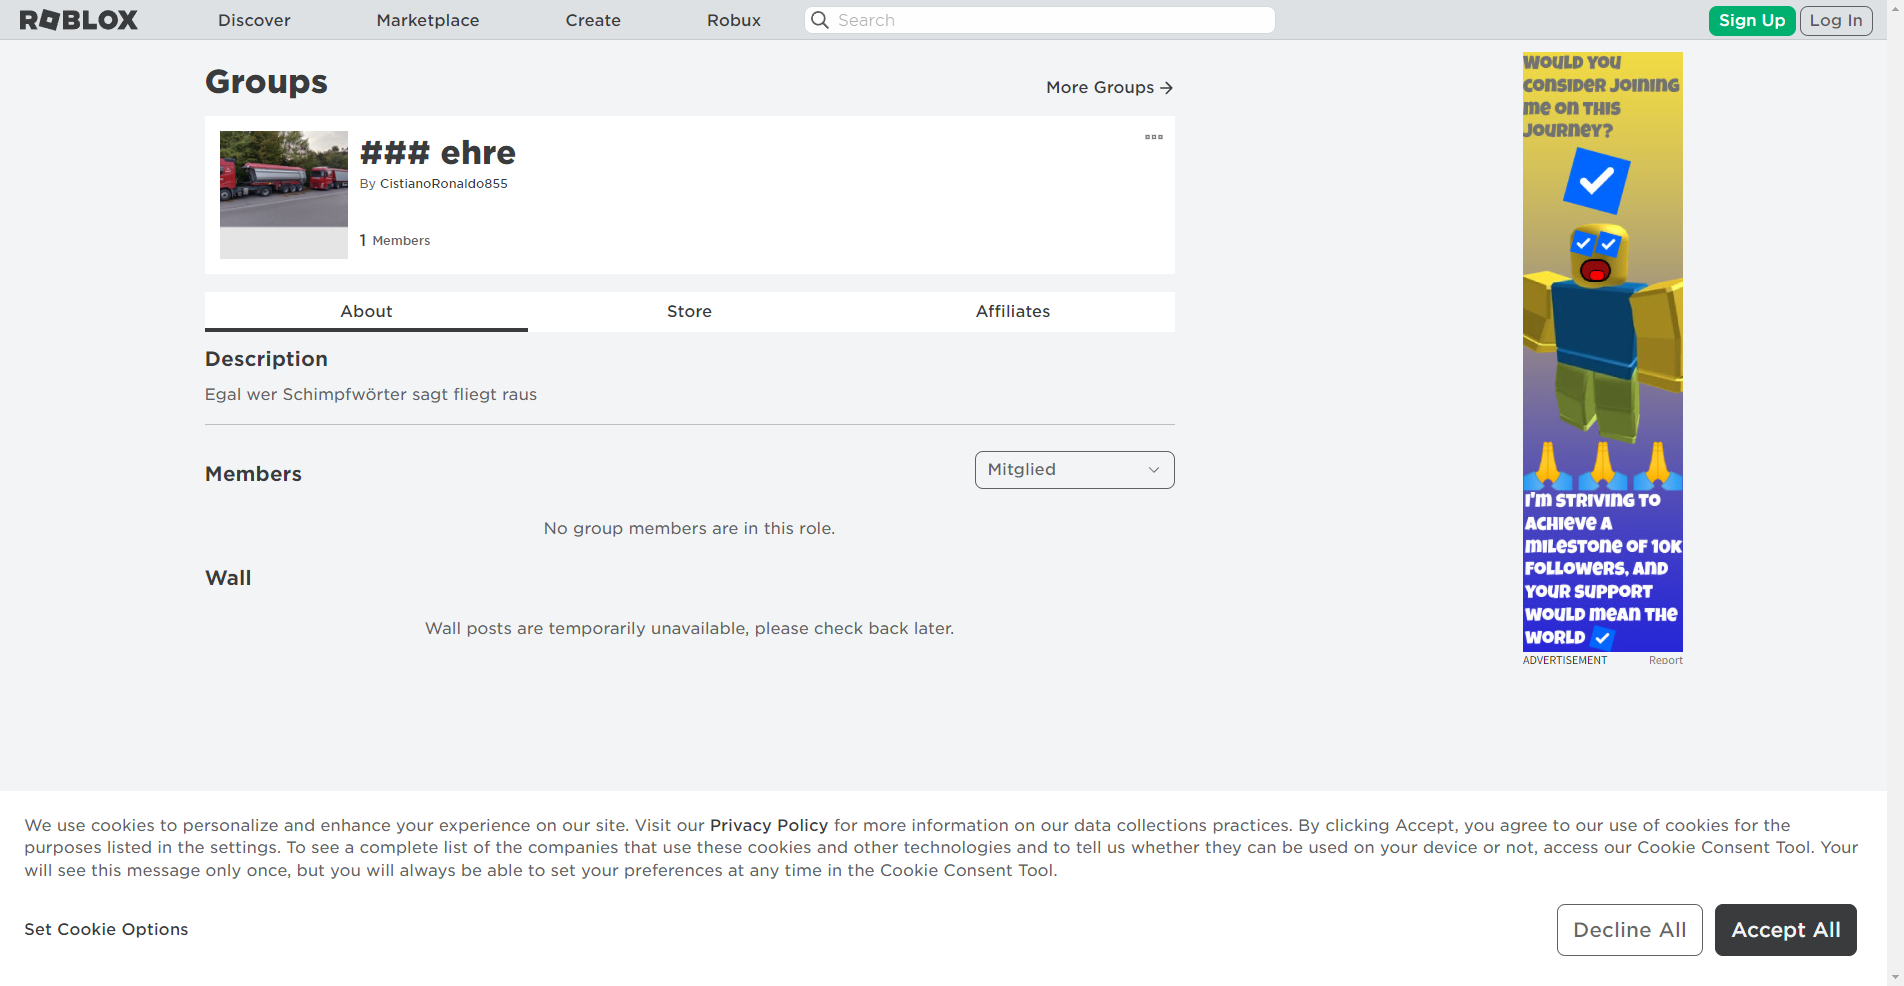 ROBLOX
Discover
Marketplace
Create
Robux
Search
Sign Up
Log In
Groups
More Groups →
### ehre
By CistianoRonaldo855
1 Members
About
Store
Affiliates
Description
Egal wer Schimpfwörter sagt fliegt raus
Members
Mitglied
No group members are in this role.
Wall
Wall posts are temporarily unavailable, please check back later.
WOULD YOU
CONSIDER JOINING
ME ON THIS
JOURNEY?
I'M STRIVING TO
ACHIEVE A
MILESTONE OF 10K
FOLLOWERS, AND
YOUR SUPPORT
WOULD MEAN THE
WORLD
ADVERTISEMENT
Report
We use cookies to personalize and enhance your experience on our site. Visit our Privacy Policy for more information on our data collections practices. By clicking Accept, you agree to our use of cookies for the
purposes listed in the settings. To see a complete list of the companies that use these cookies and other technologies and to tell us whether they can be used on your device or not, access our Cookie Consent Tool. Your
will see this message only once, but you will always be able to set your preferences at any time in the Cookie Consent Tool.
Set Cookie Options
Decline All
Accept All